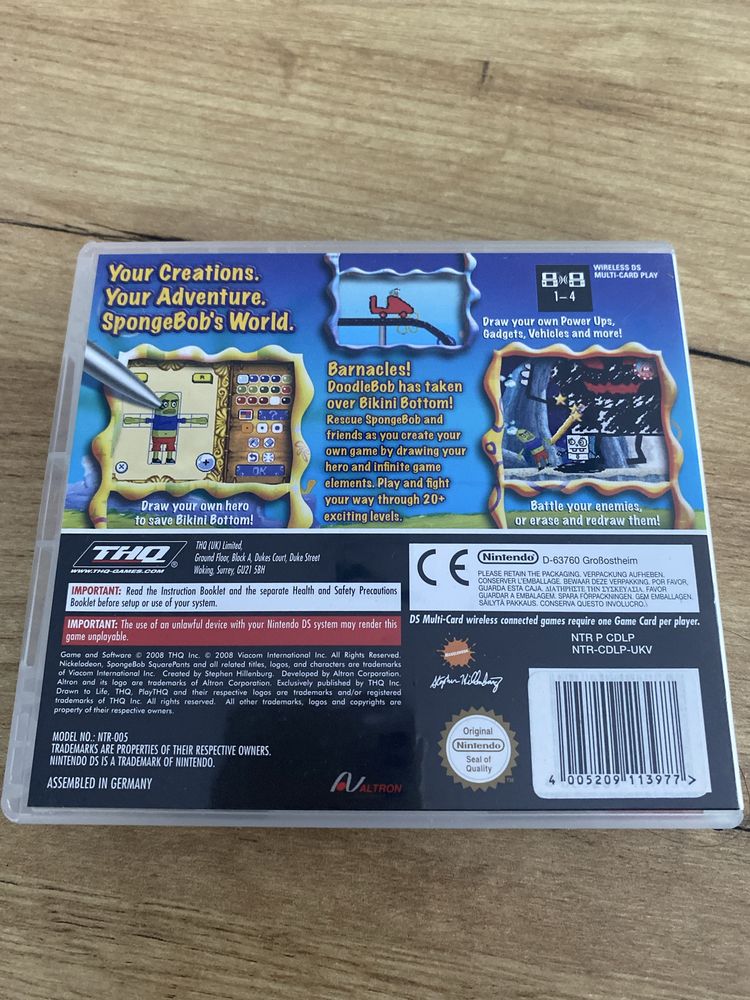 Your Creations.
Your Adventure.
SpongeBob's World.
WIRELESS DS
MULTI-CARD PLAY
1–4
Draw your own Power Ups,
Gadgets, Vehicles and more!
Barnacles!
DoodleBob has taken
over Bikini Bottom!
Rescue SpongeBob and
friends as you create your
own game by drawing your
hero and infinite game
elements. Play and fight
your way through 20+
exciting levels.
R
OK
Draw your own hero
to save Bikini Bottom!
Battle your enemies,
or erase and redraw them!
THQ
WWW.THQ-GAMES.COM
THQ (UK) Limited,
Ground Floor, Block A, Dukes Court, Duke Street
Woking, Surrey, GU21 5BH
IMPORTANT: Read the Instruction Booklet and the separate Health and Safety Precautions
Booklet before setup or use of your system.
IMPORTANT: The use of an unlawful device with your Nintendo DS system may render this
game unplayable.
Game and Software © 2008 THQ Inc. © 2008 Viacom International Inc. All Rights Reserved.
Nickelodeon, SpongeBob SquarePants and all related titles, logos, and characters are trademarks
of Viacom International Inc. Created by Stephen Hillenburg. Developed by Altron Corporation.
Altron and its logo are trademarks of Altron Corporation. Exclusively published by THQ Inc.
Drawn to Life, THQ, PlayTHQ and their respective logos are trademarks and/or registered
trademarks of THQ Inc. All rights reserved. All other trademarks, logos and copyrights are
property of their respective owners.
MODEL NO.: NTR-005
TRADEMARKS ARE PROPERTIES OF THEIR RESPECTIVE OWNERS.
NINTENDO DS IS A TRADEMARK OF NINTENDO.
ASSEMBLED IN GERMANY
ALTRON
CE
Nintendo D-63760 Großostheim
PLEASE RETAIN THE PACKAGING. VERPACKUNG AUFHEBEN.
CONSERVER L'EMBALLAGE. BEWAAR DEZE VERPAKKING. POR FAVOR,
GUARDA ESTA CAJA. ΔΙΑΤΗΡΗΣΤΕ ΤΗΝ ΣΥΣΚΕΥΑΣΙΑ. FAVOR
GUARDAR A EMBALAGEM. SPARA FÖRPACKNINGEN. GEM EMBALLAGEN.
SÄILYTÄ PAKKAUS. CONSERVA QUESTO INVOLUCRO.
DS Multi-Card wireless connected games require one Game Card per player.
NTR P CDLP
NTR-CDLP-UKV
NICKELODEON
Stephen Hillenburg
Original
Nintendo
Seal of
Quality
TM
4 005209 113977 >